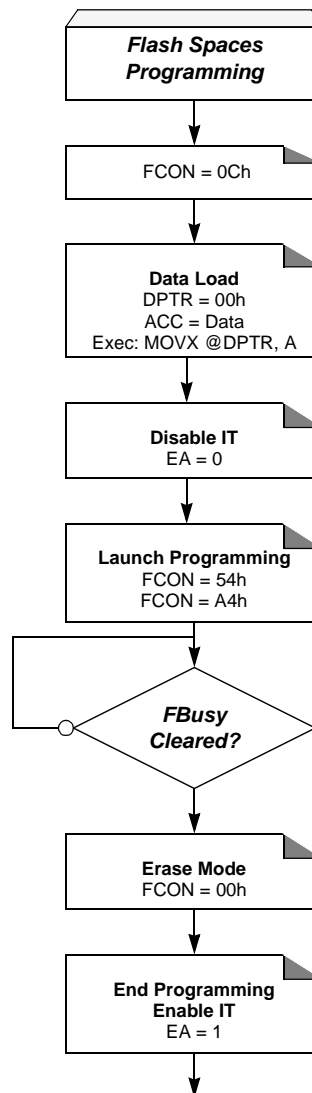 Flash Spaces
Programming
FCON = 0Ch
Data Load
DPTR = 00h
ACC = Data
Exec: MOVX @DPTR, A
Disable IT
EA = 0
Launch Programming
FCON = 54h
FCON = A4h
FBusy
Cleared?
Erase Mode
FCON = 00h
End Programming
Enable IT
EA = 1